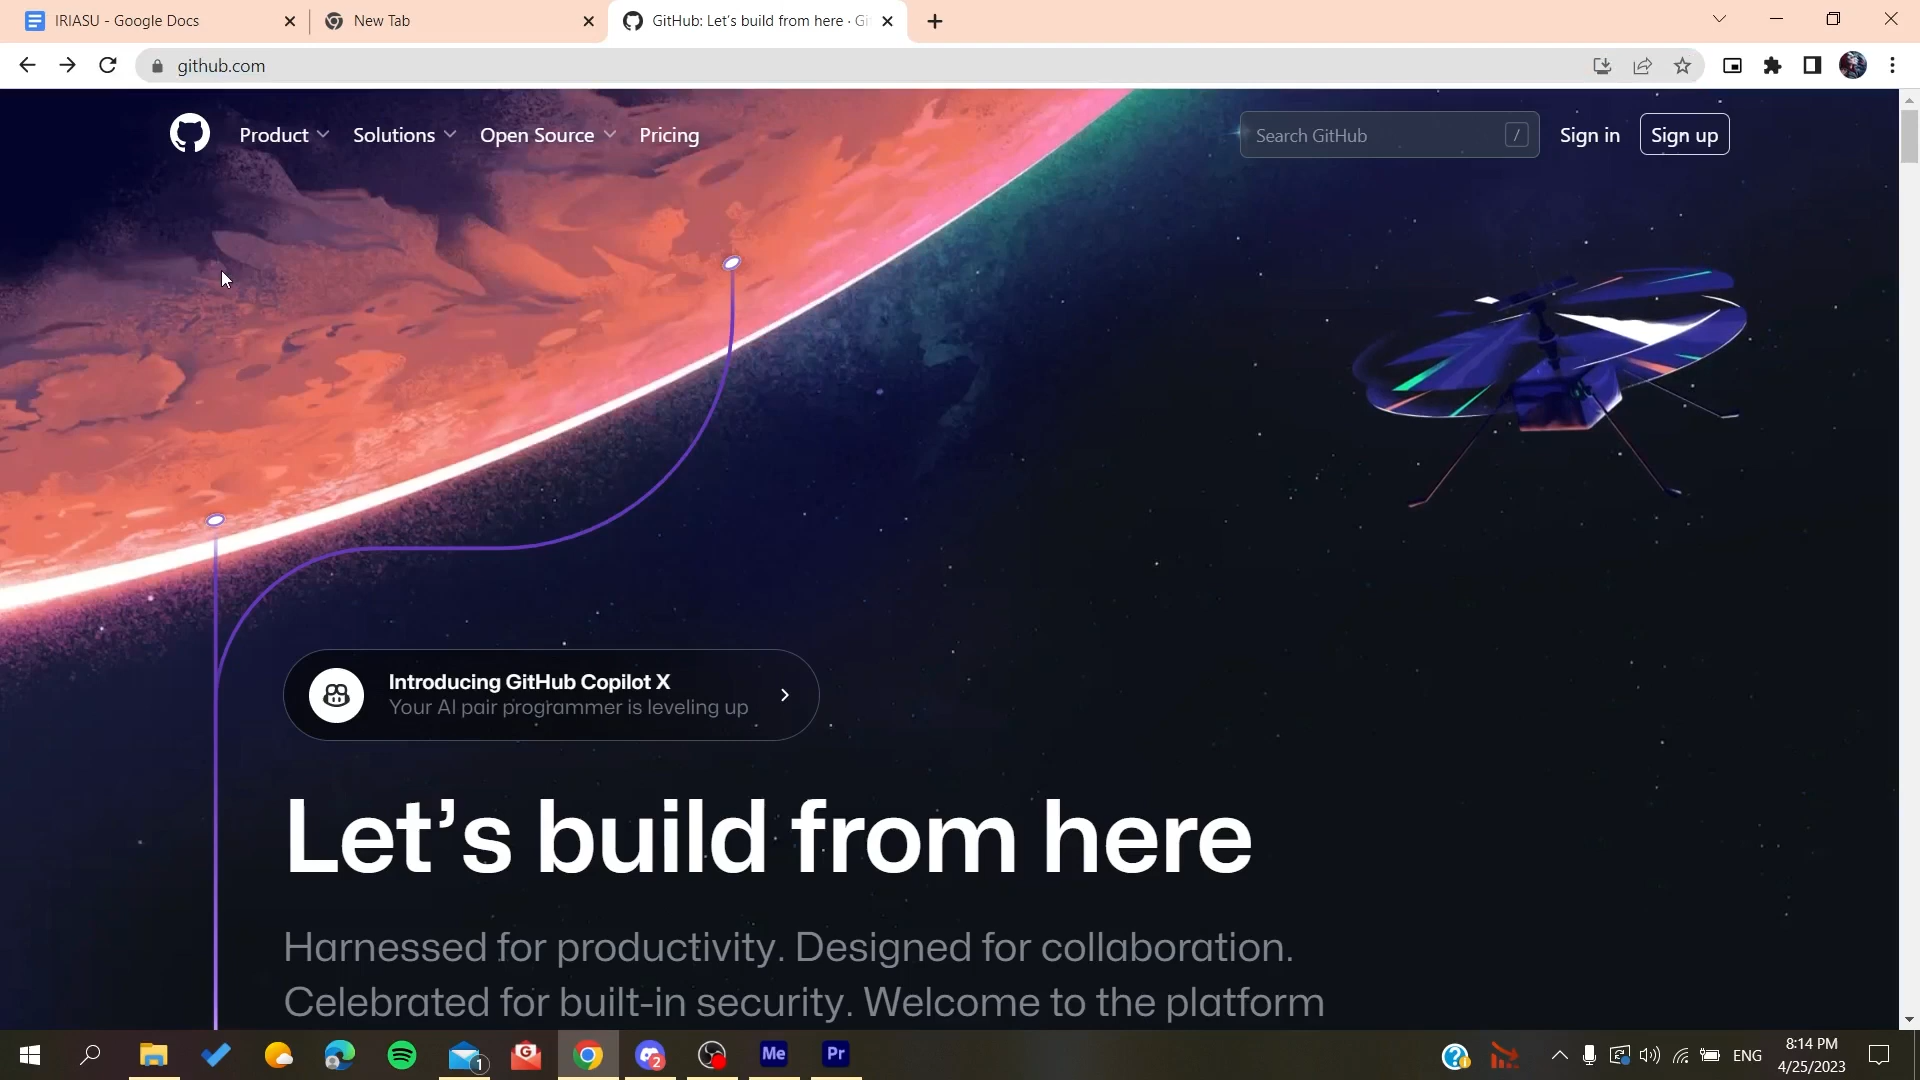 IRIASU - Google Docs
New Tab
GitHub: Let's build from here · Gi
github.com
Product
Solutions
Open Source
Pricing
Search GitHub
/
Sign in
Sign up
Introducing GitHub Copilot X
Your AI pair programmer is leveling up
Let’s build from here
Harnessed for productivity. Designed for collaboration.
Celebrated for built-in security. Welcome to the platform
1
G
2
Me
Pr
ENG
8:14 PM
4/25/2023